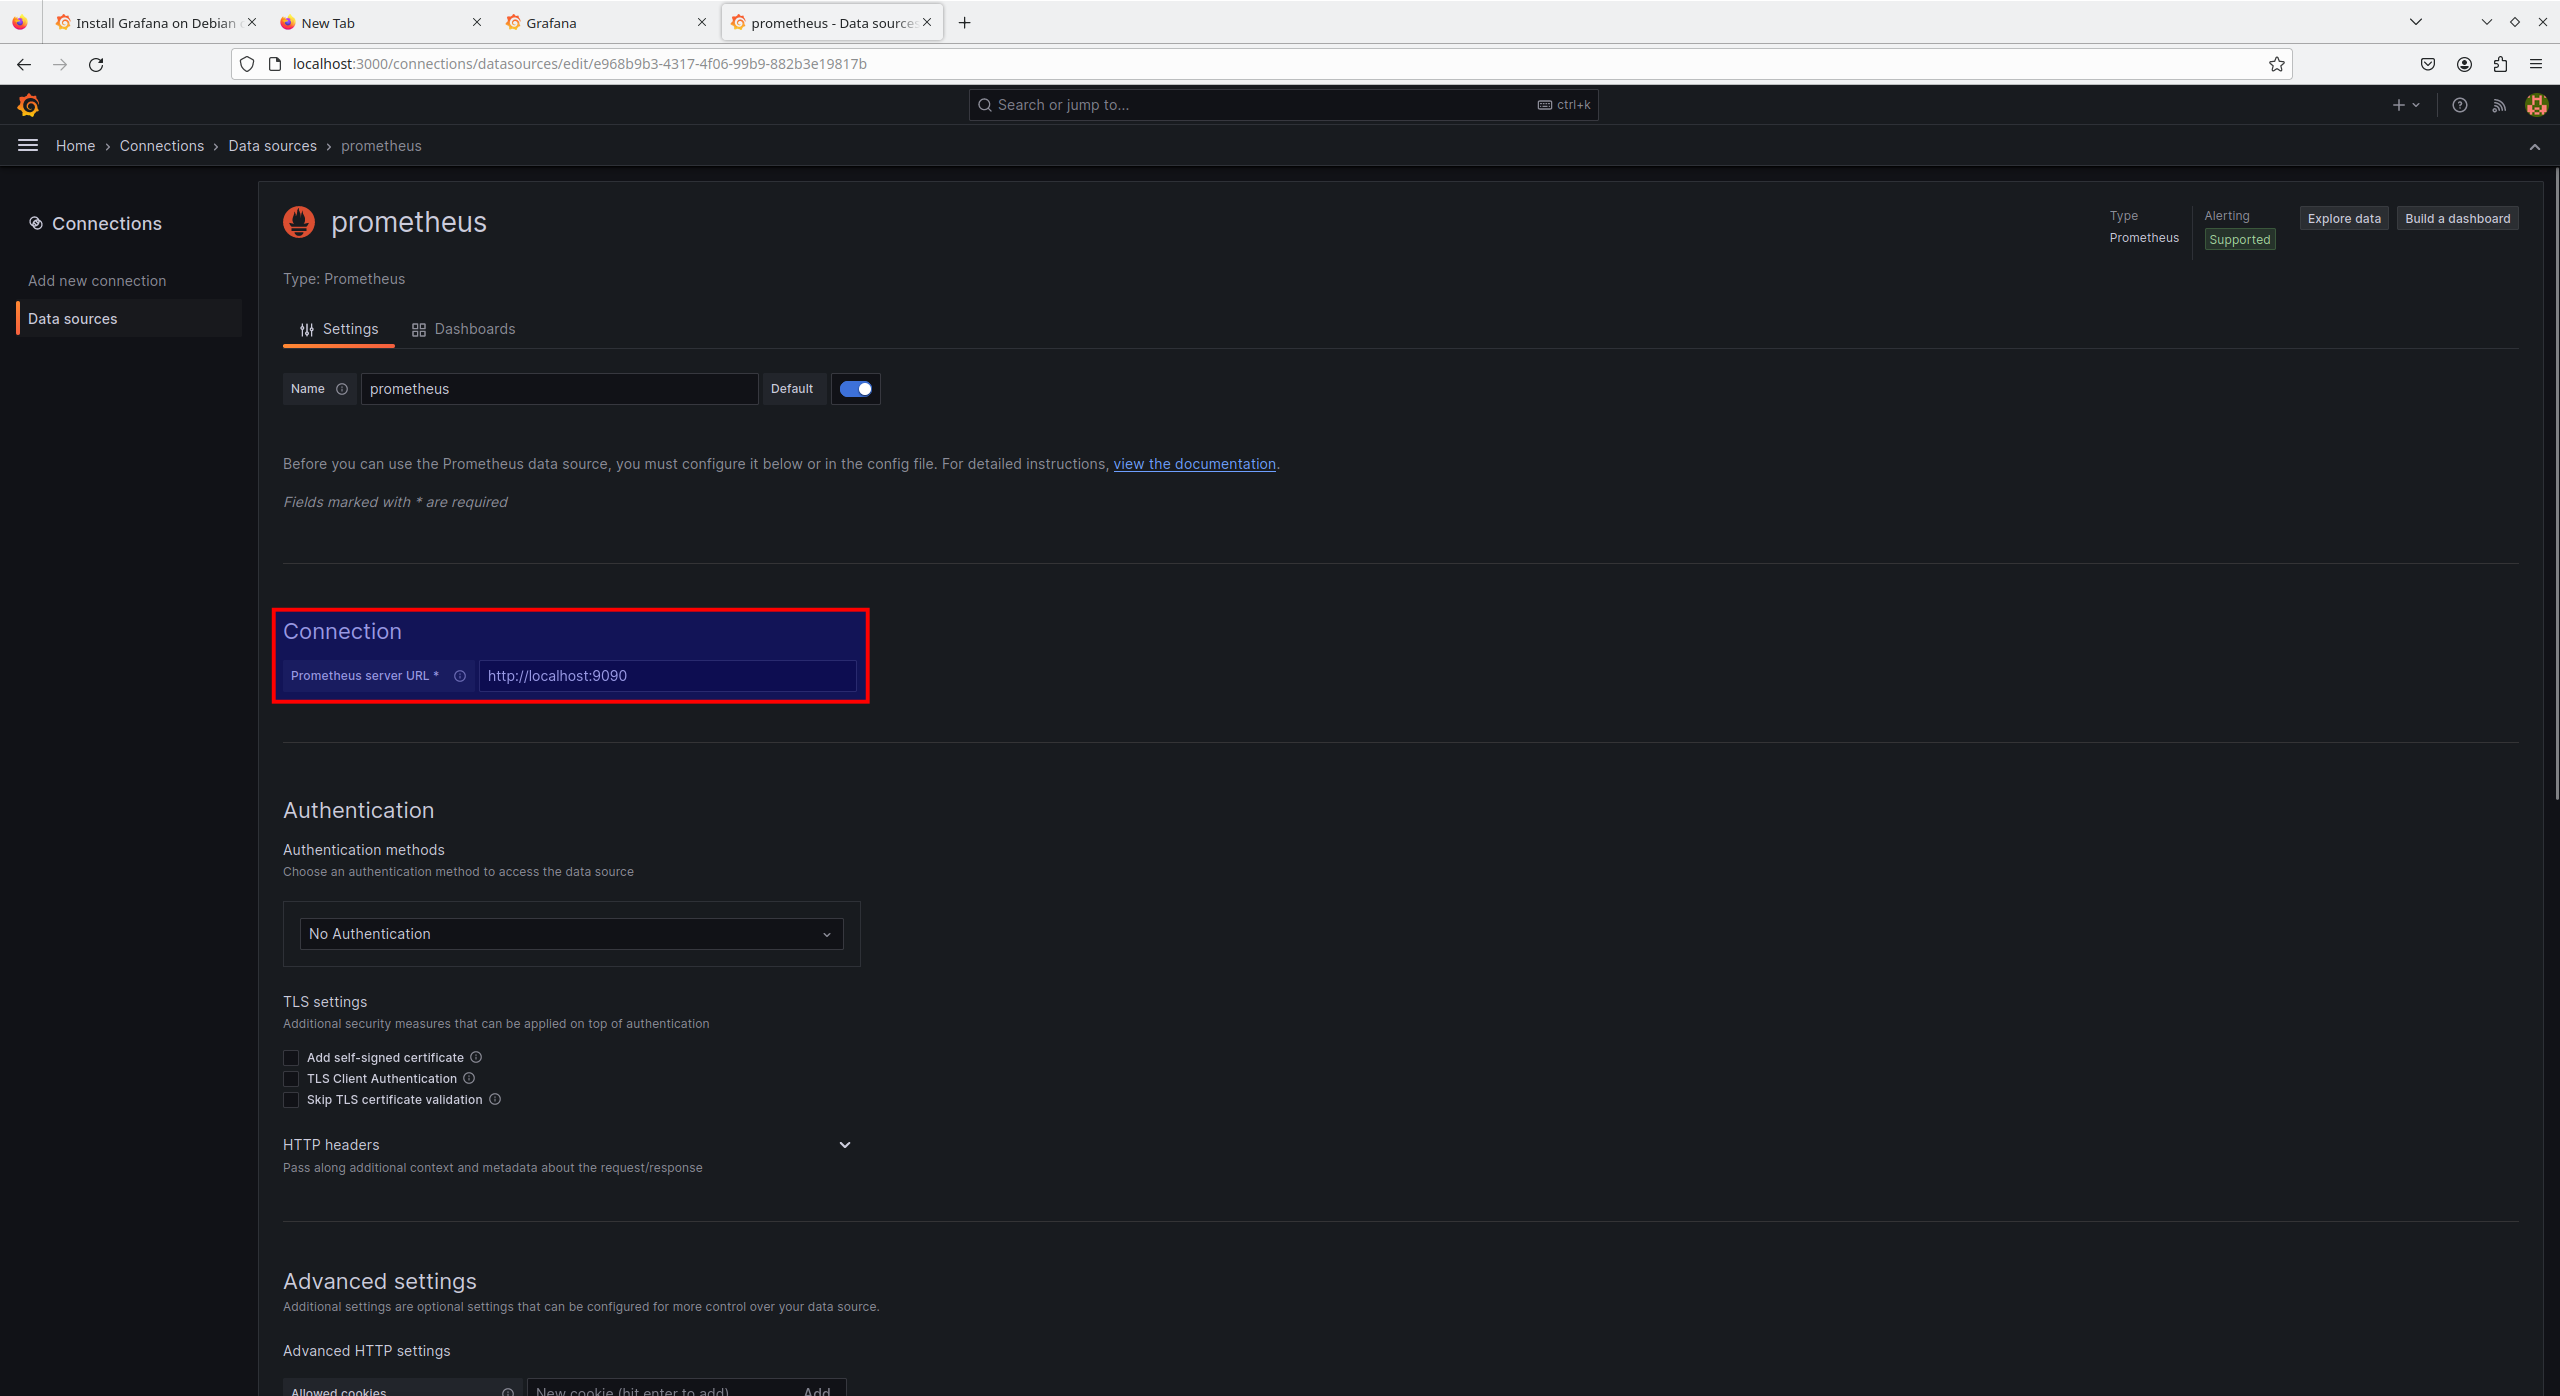 Install Grafana on Debian
New Tab
Grafana
prometheus - Data sources
localhost:3000/connections/datasources/edit/e968b9b3-4317-4f06-99b9-882b3e19817b
Search or jump to...
ctrl+k
Home › Connections › Data sources › prometheus
Connections
Add new connection
Data sources
prometheus
Type
Prometheus
Alerting
Supported
Explore data
Build a dashboard
Type: Prometheus
Settings
Dashboards
Name
prometheus
Default
Before you can use the Prometheus data source, you must configure it below or in the config file. For detailed instructions, view the documentation.
Fields marked with * are required
Connection
Prometheus server URL *
http://localhost:9090
Authentication
Authentication methods
Choose an authentication method to access the data source
No Authentication
TLS settings
Additional security measures that can be applied on top of authentication
Add self-signed certificate
TLS Client Authentication
Skip TLS certificate validation
HTTP headers
Pass along additional context and metadata about the request/response
Advanced settings
Additional settings are optional settings that can be configured for more control over your data source.
Advanced HTTP settings
Allowed cookies
New cookie (hit enter to add)
Add